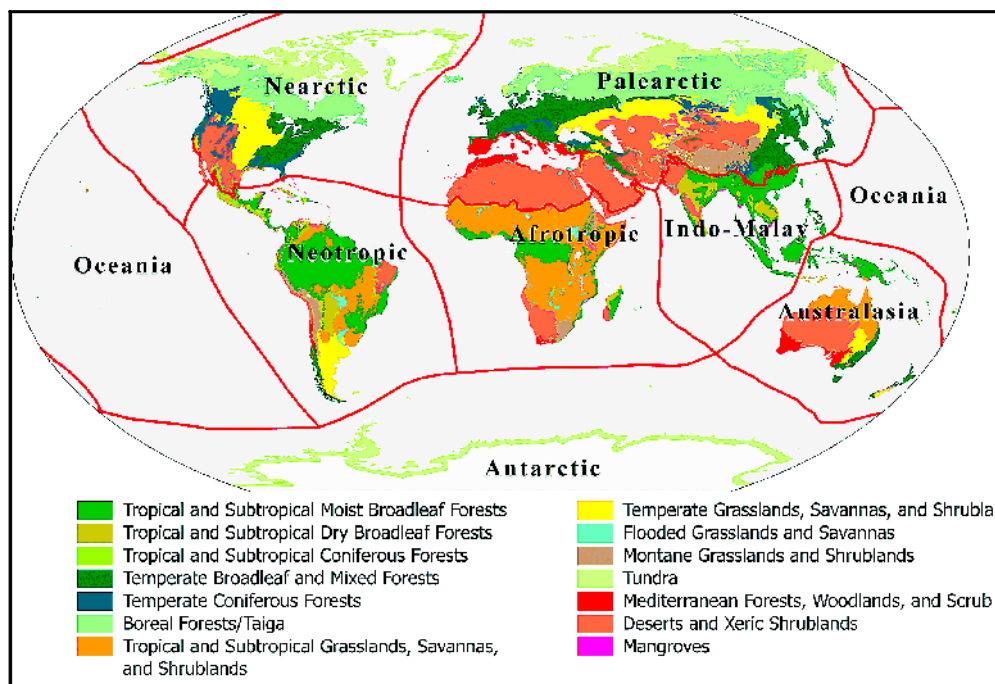 Nearctic
Palearctic
Oceania
Afrotropic
Indo-Malay
Neotropic
Oceania
Australasia
Antarctic
Tropical and Subtropical Moist Broadleaf Forests
Tropical and Subtropical Dry Broadleaf Forests
Tropical and Subtropical Coniferous Forests
Temperate Broadleaf and Mixed Forests
Temperate Coniferous Forests
Boreal Forests/Taiga
Tropical and Subtropical Grasslands, Savannas,
and Shrublands
Temperate Grasslands, Savannas, and Shrubla
Flooded Grasslands and Savannas
Montane Grasslands and Shrublands
Tundra
Mediterranean Forests, Woodlands, and Scrub
Deserts and Xeric Shrublands
Mangroves